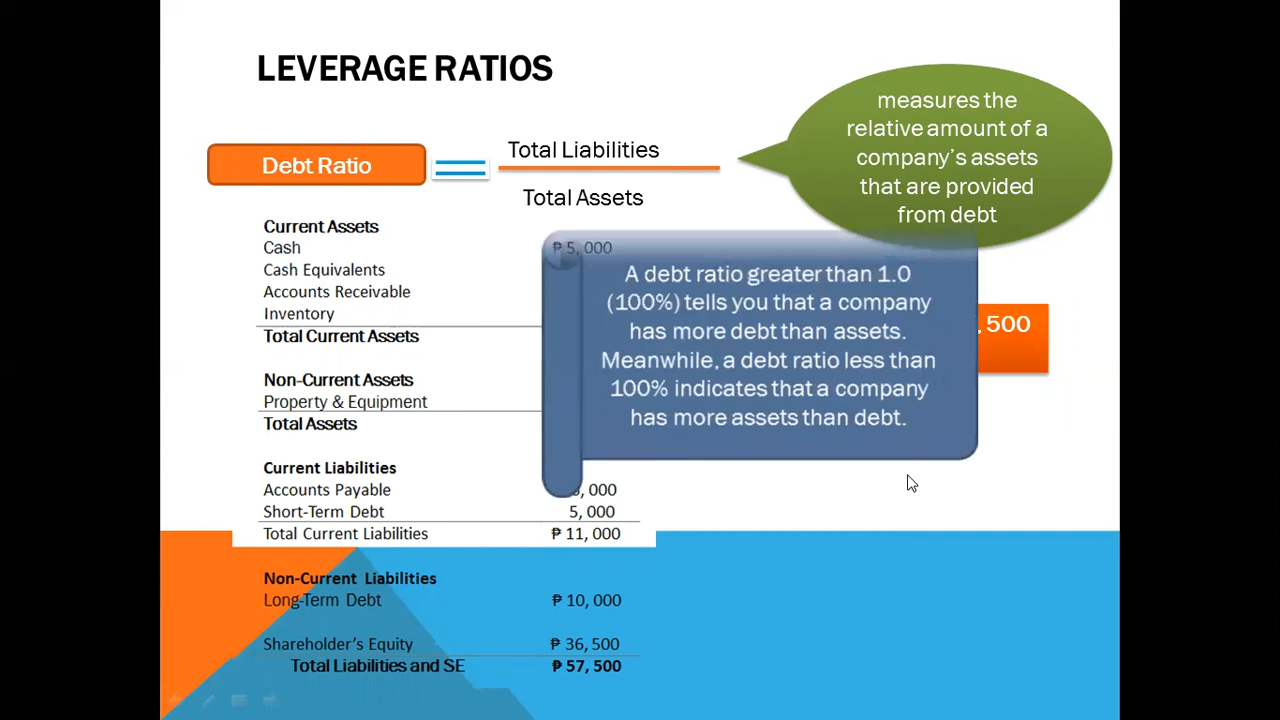 LEVERAGE RATIOS
Debt Ratio
Total Liabilities
Total Assets
measures the
relative amount of a
company's assets
that are provided
from debt
Current Assets
Cash ₱ 5, 000
Cash Equivalents
Accounts Receivable
Inventory
Total Current Assets
Non-Current Assets
Property & Equipment
Total Assets
A debt ratio greater than 1.0
(100%) tells you that a company
has more debt than assets.
Meanwhile, a debt ratio less than
100% indicates that a company
has more assets than debt.
, 500
Current Liabilities
Accounts Payable , 000
Short-Term Debt 5, 000
Total Current Liabilities ₱ 11, 000
Non-Current Liabilities
Long-Term Debt ₱ 10, 000
Shareholder's Equity ₱ 36, 500
Total Liabilities and SE ₱ 57, 500